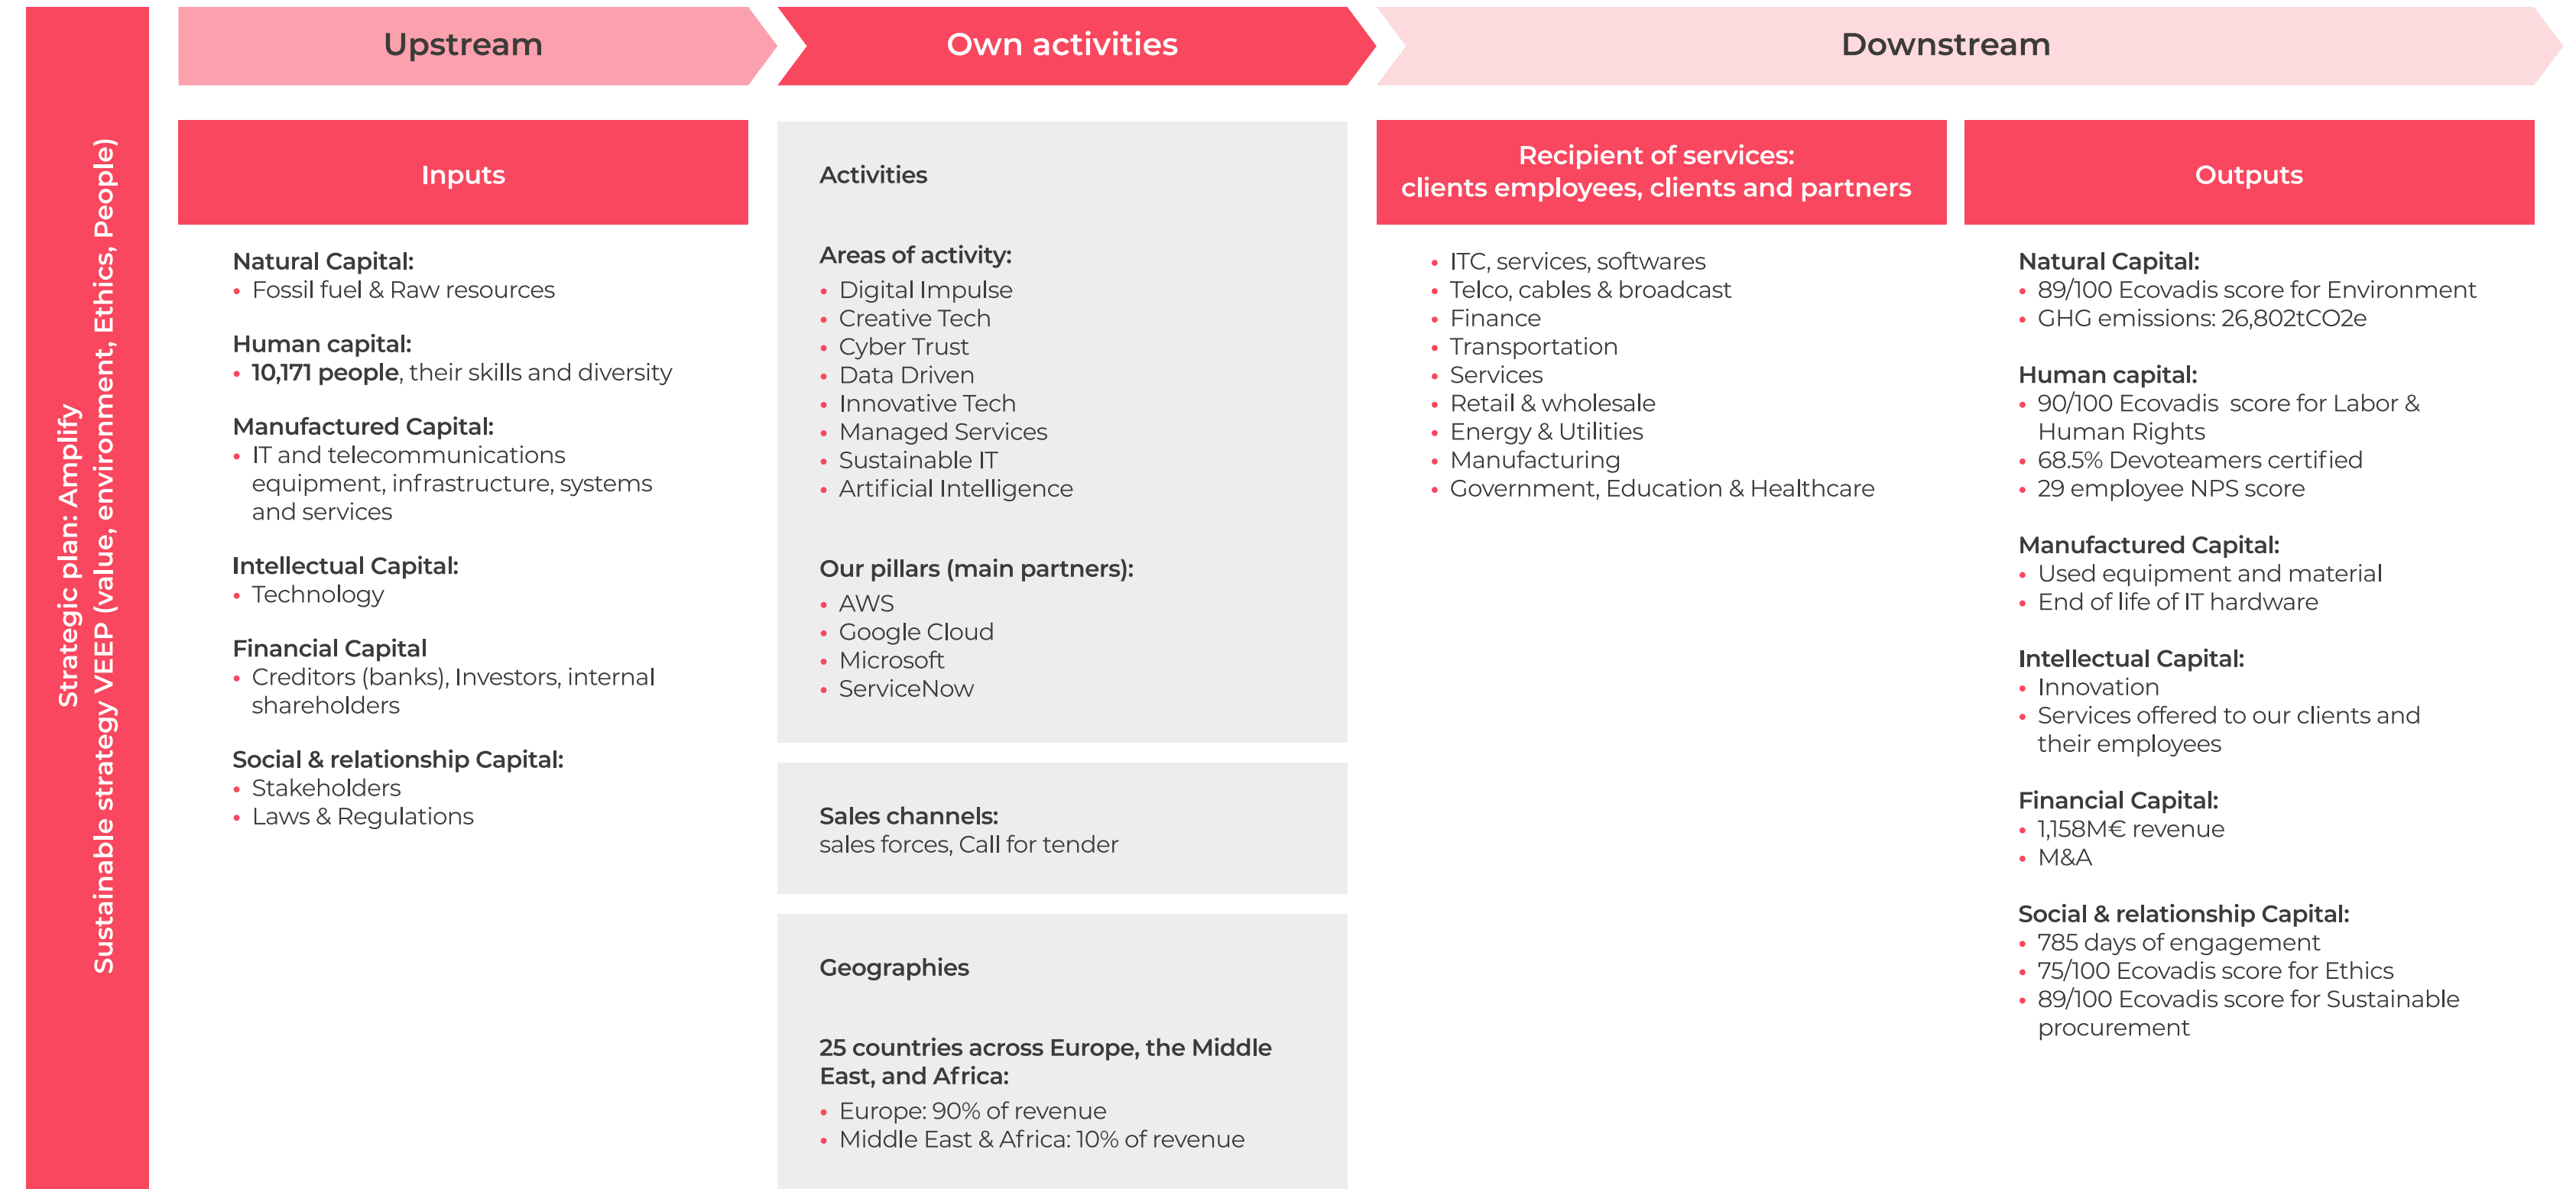 Strategic plan: Amplify
Sustainable strategy VEEP (value, environment, Ethics, People)
Upstream
Own activities
Downstream
Inputs
Natural Capital:
• Fossil fuel & Raw resources
Human capital:
• 10,171 people, their skills and diversity
Manufactured Capital:
• IT and telecommunications
equipment, infrastructure, systems
and services
Intellectual Capital:
• Technology
Financial Capital
• Creditors (banks), Investors, internal
shareholders
Social & relationship Capital:
• Stakeholders
• Laws & Regulations
Activities
Areas of activity:
• Digital Impulse
• Creative Tech
• Cyber Trust
• Data Driven
• Innovative Tech
• Managed Services
• Sustainable IT
• Artificial Intelligence
Our pillars (main partners):
• AWS
• Google Cloud
• Microsoft
• ServiceNow
Sales channels:
sales forces, Call for tender
Geographies
25 countries across Europe, the Middle
East, and Africa:
• Europe: 90% of revenue
• Middle East & Africa: 10% of revenue
Recipient of services:
clients employees, clients and partners
• ITC, services, softwares
• Telco, cables & broadcast
• Finance
• Transportation
• Services
• Retail & wholesale
• Energy & Utilities
• Manufacturing
• Government, Education & Healthcare
Outputs
Natural Capital:
• 89/100 Ecovadis score for Environment
• GHG emissions: 26,802tCO2e
Human capital:
• 90/100 Ecovadis score for Labor &
Human Rights
• 68.5% Devoteamers certified
• 29 employee NPS score
Manufactured Capital:
• Used equipment and material
• End of life of IT hardware
Intellectual Capital:
• Innovation
• Services offered to our clients and
their employees
Financial Capital:
• 1,158M€ revenue
• M&A
Social & relationship Capital:
• 785 days of engagement
• 75/100 Ecovadis score for Ethics
• 89/100 Ecovadis score for Sustainable
procurement